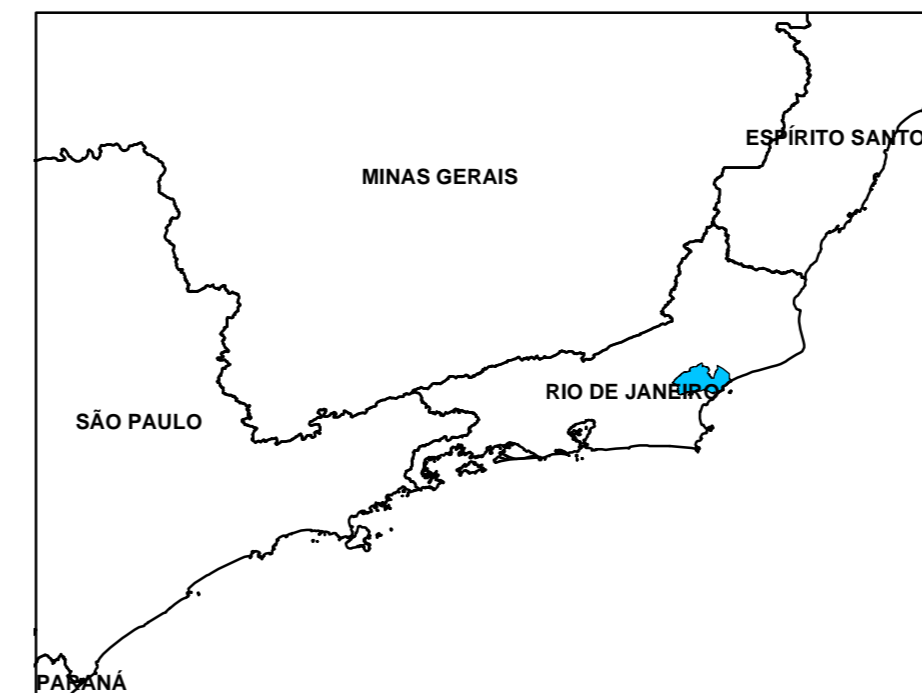 ESPÍRITO SANTO
MINAS GERAIS
RIO DE JANEIRO
SÃO PAULO
PARANÁ